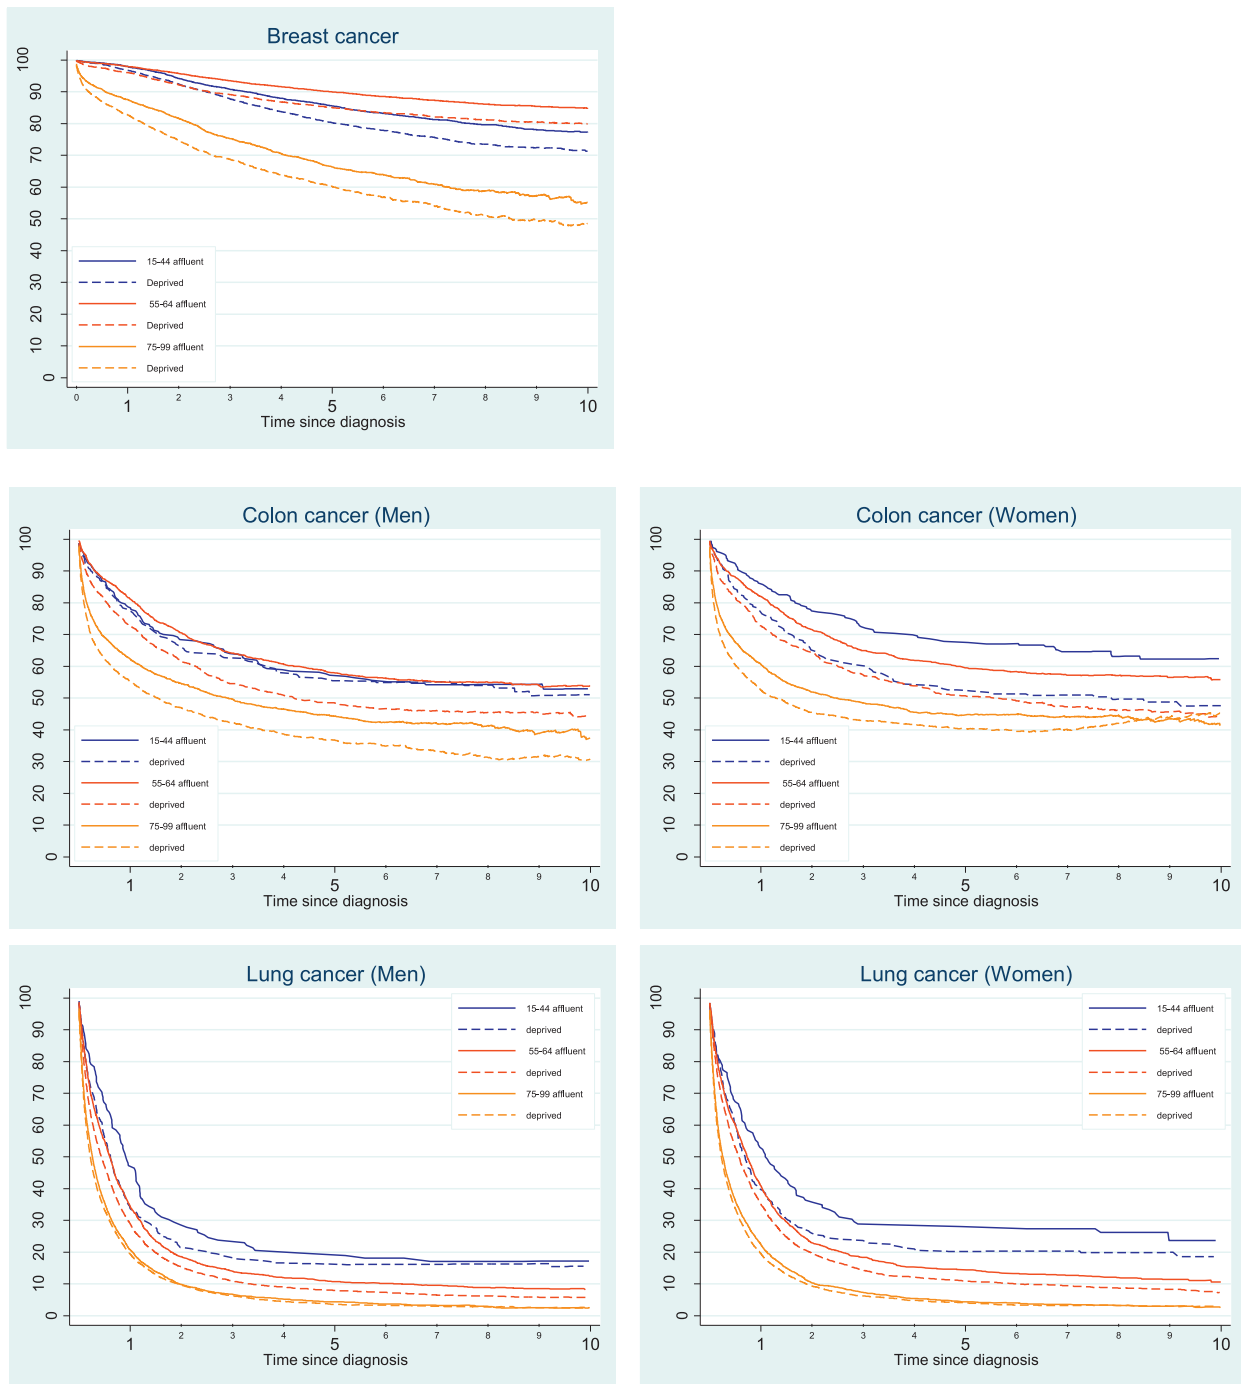 Breast cancer
100
90
80
70
60
50
40
30
20
10
0
15-44 affluent
Deprived
55-64 affluent
Deprived
75-99 affluent
Deprived
0 1 2 3 4 5 6 7 8 9 10
Time since diagnosis
Colon cancer (Men)
100
90
80
70
60
50
40
30
20
10
0
15-44 affluent
deprived
55-64 affluent
deprived
75-99 affluent
deprived
1 2 3 4 5 6 7 8 9 10
Time since diagnosis
Colon cancer (Women)
100
90
80
70
60
50
40
30
20
10
0
15-44 affluent
deprived
55-64 affluent
deprived
75-99 affluent
deprived
1 2 3 4 5 6 7 8 9 10
Time since diagnosis
Lung cancer (Men)
100
90
80
70
60
50
40
30
20
10
0
15-44 affluent
deprived
55-64 affluent
deprived
75-99 affluent
deprived
1 2 3 4 5 6 7 8 9 10
Time since diagnosis
Lung cancer (Women)
100
90
80
70
60
50
40
30
20
10
0
15-44 affluent
deprived
55-64 affluent
deprived
75-99 affluent
deprived
1 2 3 4 5 6 7 8 9 10
Time since diagnosis